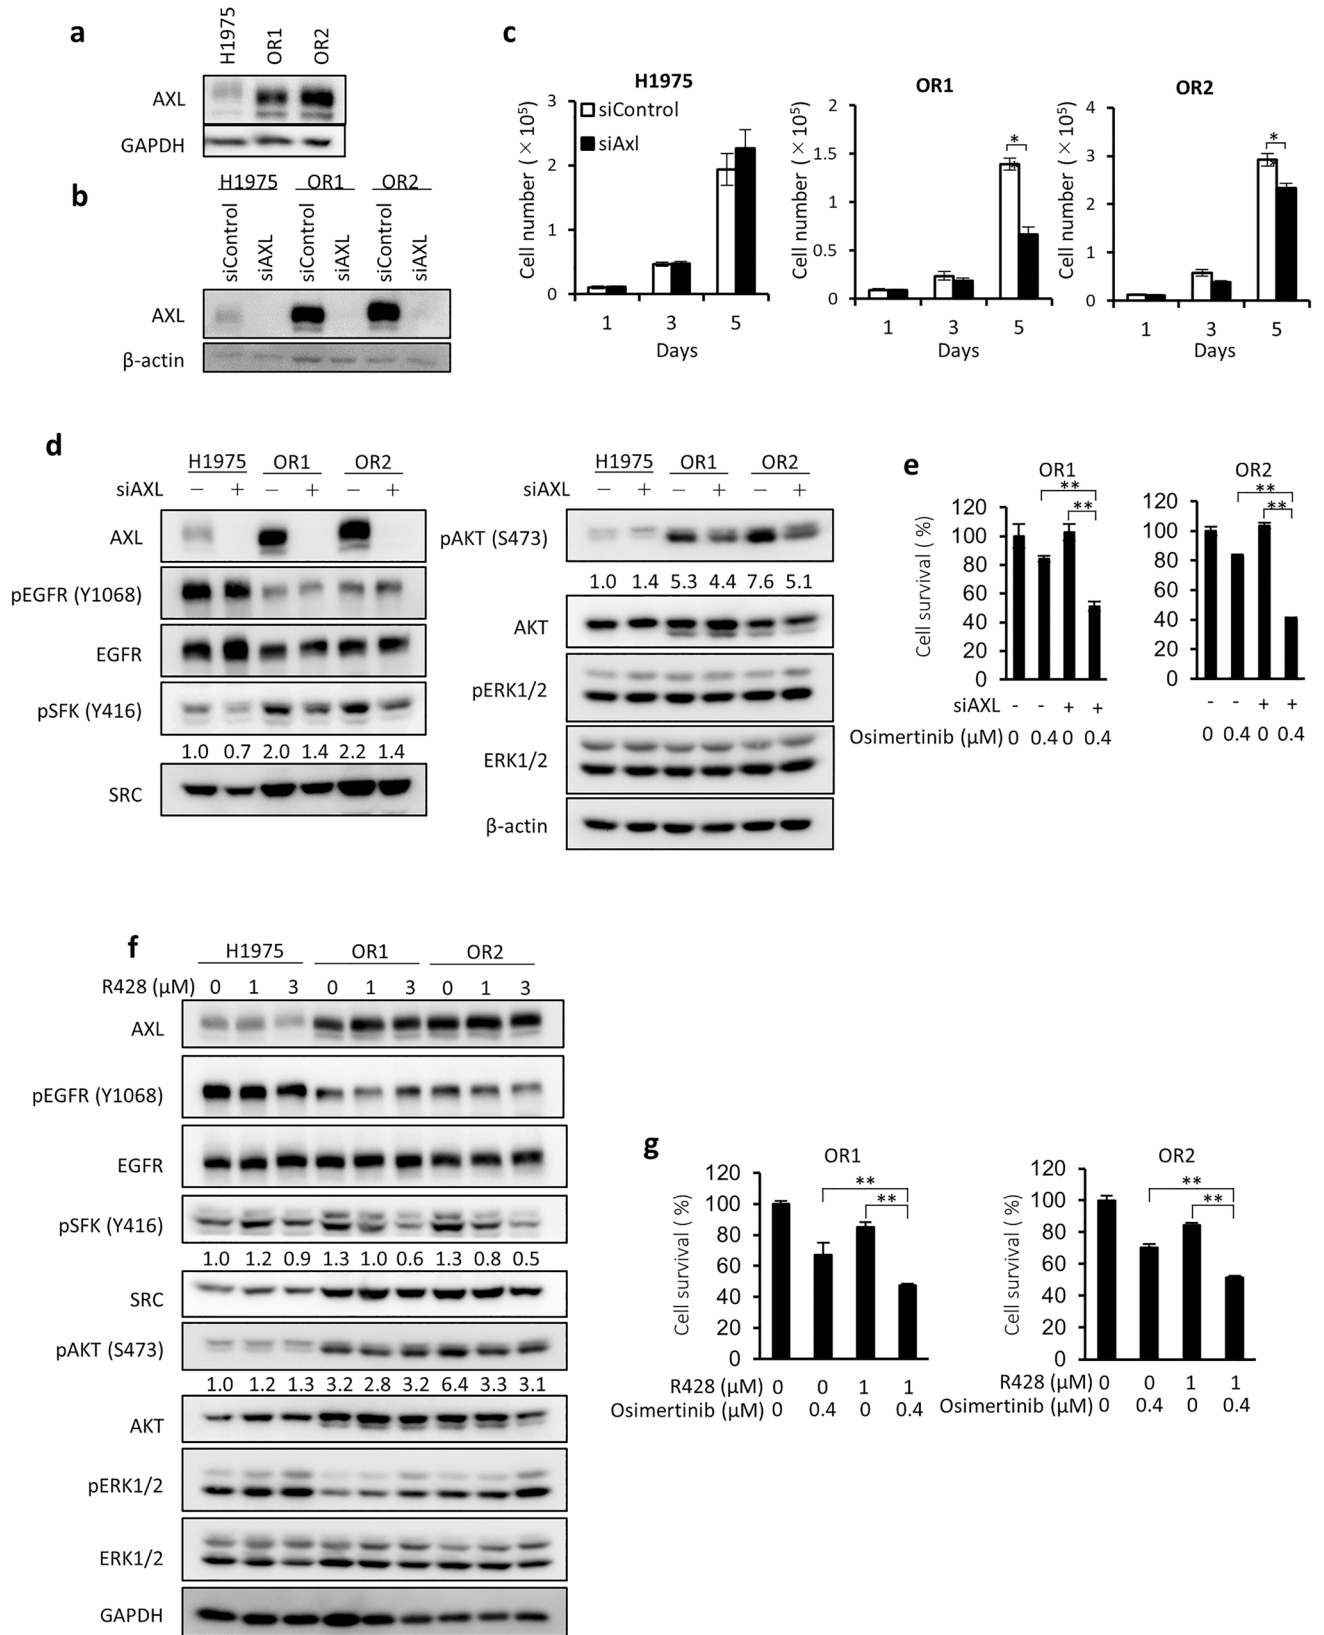 a
H1975
OR1
OR2
AXL
GAPDH
b
H1975 OR1 OR2
siControl
siAXL
siControl
siAXL
siControl
siAXL
AXL
β-actin
c
H1975
Cell number (×10⁵)
3
2
1
0
siControl
siAxl
1 3 5
Days
OR1
Cell number (×10⁵)
2
1.5
1
0.5
0
*
1 3 5
Days
OR2
Cell number (×10⁵)
4
3
2
1
0
*
1 3 5
Days
d
H1975 OR1 OR2
siAXL − + − + − +
AXL
pEGFR (Y1068)
EGFR
pSFK (Y416)
1.0 0.7 2.0 1.4 2.2 1.4
SRC
H1975 OR1 OR2
siAXL − + − + − +
pAKT (S473)
1.0 1.4 5.3 4.4 7.6 5.1
AKT
pERK1/2
ERK1/2
β-actin
e
OR1
**
**
Cell survival (%)
120
100
80
60
40
20
0
siAXL - - + +
Osimertinib (μM) 0 0.4 0 0.4
OR2
**
**
120
100
80
60
40
20
0
- - + +
0 0.4 0 0.4
f
H1975 OR1 OR2
R428 (μM) 0 1 3 0 1 3 0 1 3
AXL
pEGFR (Y1068)
EGFR
pSFK (Y416)
1.0 1.2 0.9 1.3 1.0 0.6 1.3 0.8 0.5
SRC
pAKT (S473)
1.0 1.2 1.3 3.2 2.8 3.2 6.4 3.3 3.1
AKT
pERK1/2
ERK1/2
GAPDH
g
OR1
**
**
Cell survival (%)
120
100
80
60
40
20
0
R428 (μM) 0 0 1 1
Osimertinib (μM) 0 0.4 0 0.4
OR2
**
**
Cell survival (%)
120
100
80
60
40
20
0
R428 (μM) 0 0 1 1
Osimertinib (μM) 0 0.4 0 0.4